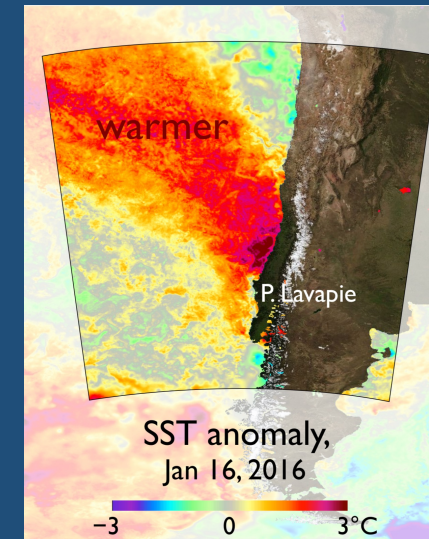 warmer
P. Lavapie
SST anomaly,
Jan 16, 2016
−3 0 3°C